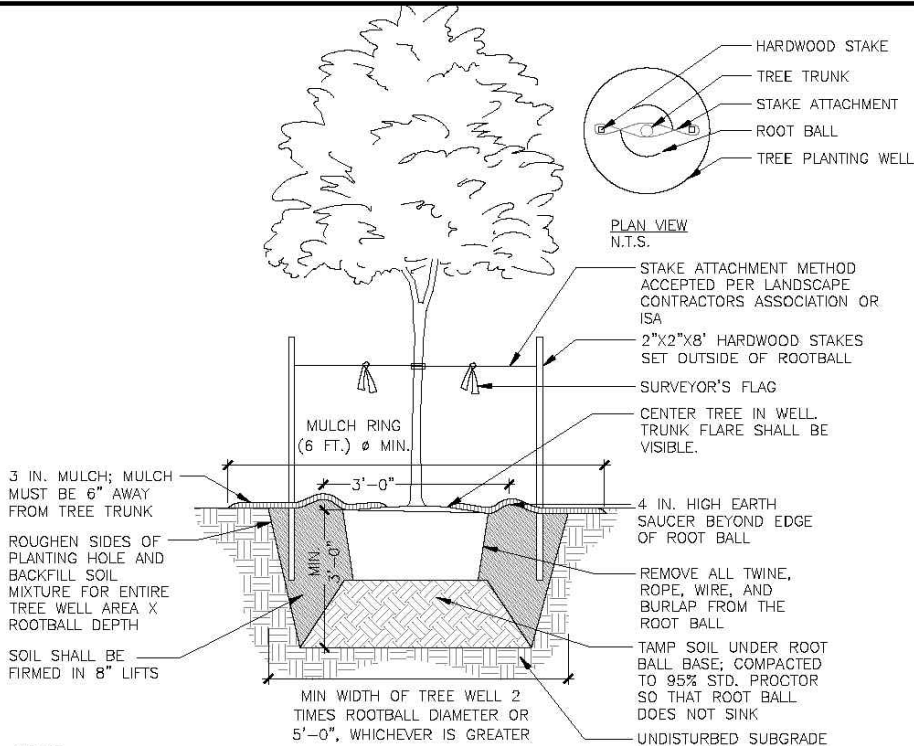 HARDWOOD STAKE
TREE TRUNK
STAKE ATTACHMENT
ROOT BALL
TREE PLANTING WELL
PLAN VIEW
N.T.S.
STAKE ATTACHMENT METHOD
ACCEPTED PER LANDSCAPE
CONTRACTORS ASSOCIATION OR
ISA
2"X2"X8' HARDWOOD STAKES
SET OUTSIDE OF ROOTBALL
SURVEYOR'S FLAG
CENTER TREE IN WELL.
TRUNK FLARE SHALL BE
VISIBLE.
MULCH RING
(6 FT.) ø MIN.
3'-0"
3 IN. MULCH; MULCH
MUST BE 6" AWAY
FROM TREE TRUNK
ROUGHEN SIDES OF
PLANTING HOLE AND
BACKFILL SOIL
MIXTURE FOR ENTIRE
TREE WELL AREA X
ROOTBALL DEPTH
SOIL SHALL BE
FIRMED IN 8" LIFTS
MIN.
3'-0"
4 IN. HIGH EARTH
SAUCER BEYOND EDGE
OF ROOT BALL
REMOVE ALL TWINE,
ROPE, WIRE, AND
BURLAP FROM THE
ROOT BALL
TAMP SOIL UNDER ROOT
BALL BASE; COMPACTED
TO 95% STD. PROCTOR
SO THAT ROOT BALL
DOES NOT SINK
UNDISTURBED SUBGRADE
MIN WIDTH OF TREE WELL 2
TIMES ROOTBALL DIAMETER OR
5'-0", WHICHEVER IS GREATER